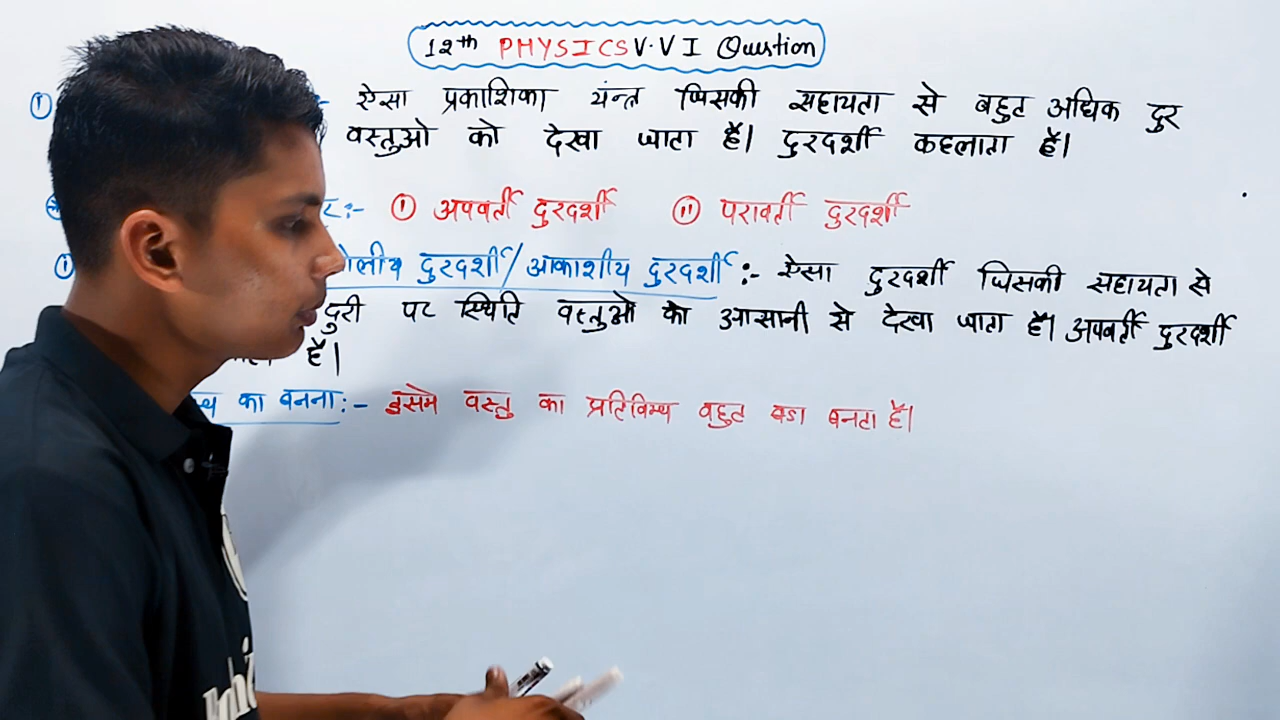 12th PHYSICS V.V I Question
① :- ऐसा प्रकाशिका यंन्त्र जिसकी सहायता से बहुत अधिक दुर
वस्तुओ को देखा जाता है। दुरदर्शी कहलाता है।
:- ① अपवर्ती दुरदर्शी ② परावर्ती दुरदर्शी
① दुरदर्शी/आकाशीय दुरदर्शी :- ऐसा दुरदर्शी जिसकी सहायता से
दुरी पर स्थिति वस्तुओ को आसानी से देखा जाता है। अपवर्ती दुरदर्शी
है।
का बनना :- इसमे वस्तु का प्रतिविम्ब बहुत बडा बनता है।